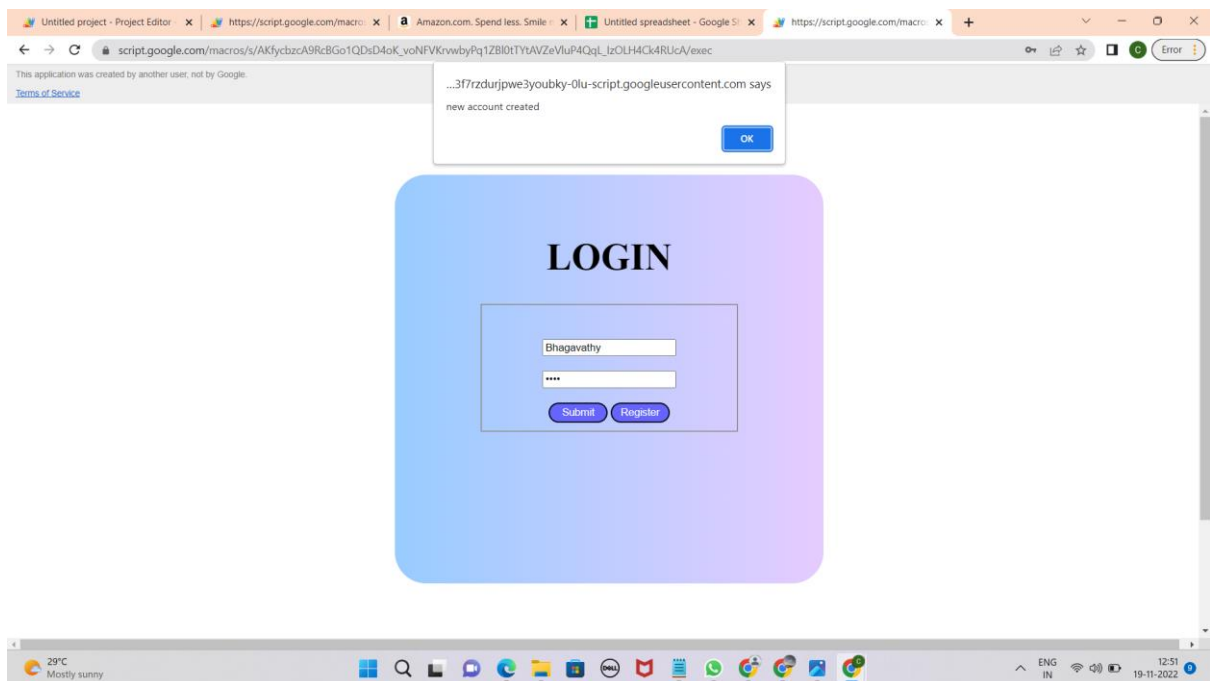 Untitled project - Project Editor -
https://script.google.com/macro
Amazon.com. Spend less. Smile
Untitled spreadsheet - Google S
https://script.google.com/macro
script.google.com/macros/s/
Error
This application was created by another user, not by Google.
Terms of Service
...3f7rzdurjpwe3youbky-0lu-script.googleusercontent.com says
new account created
OK
LOGIN
Bhagavathy
••••
Submit Register
29°C
Mostly sunny
DELL
ENG
IN
12:51
19-11-2022
9